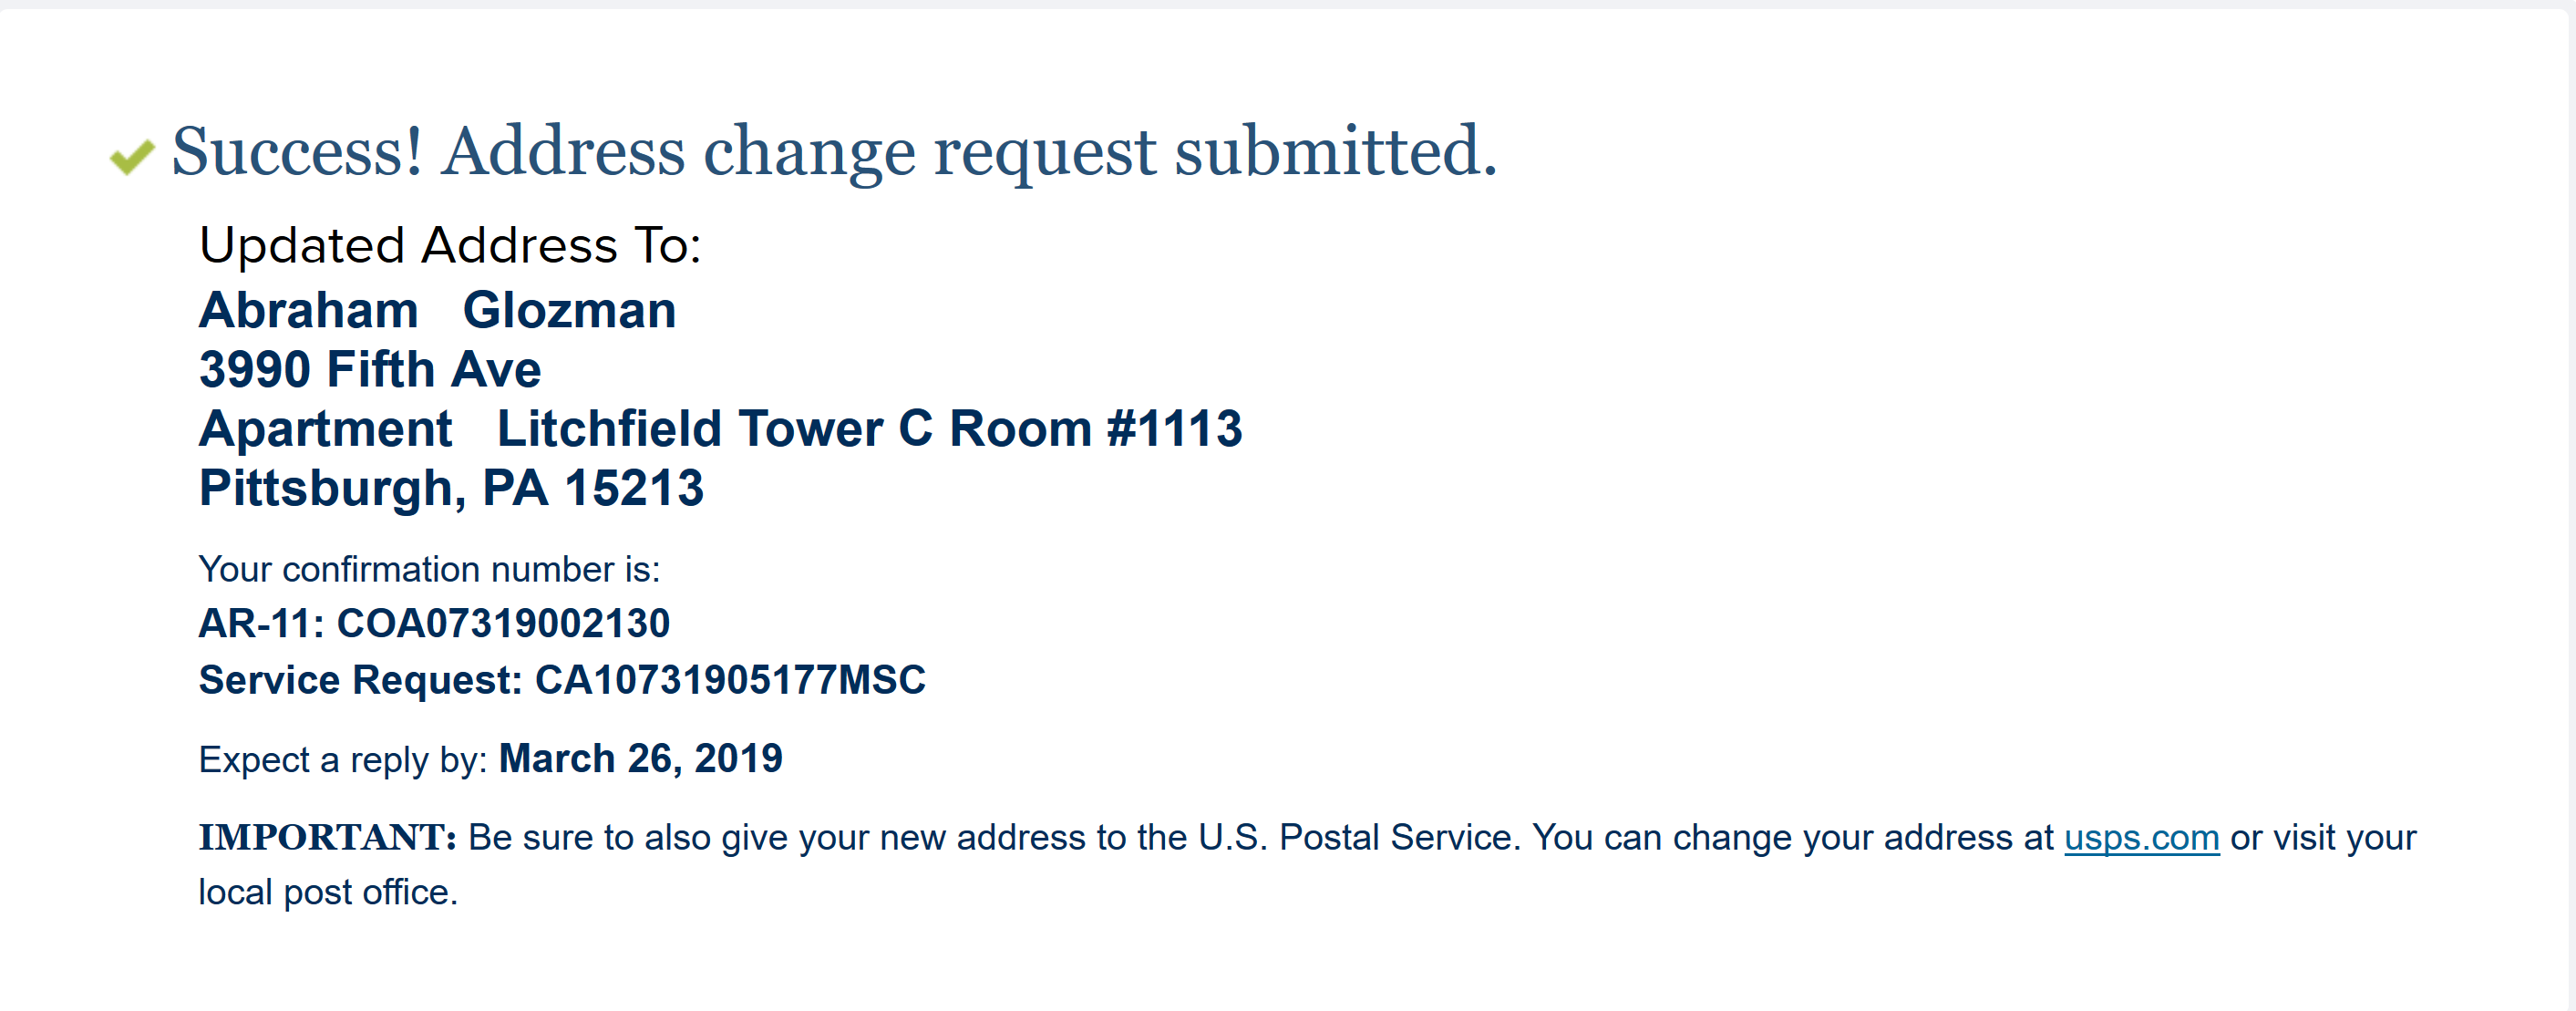 Success! Address change request submitted.
Updated Address To:
Abraham Glozman
3990 Fifth Ave
Apartment Litchfield Tower C Room #1113
Pittsburgh, PA 15213
Your confirmation number is:
AR-11: COA07319002130
Service Request: CA10731905177MSC
Expect a reply by: March 26, 2019
IMPORTANT: Be sure to also give your new address to the U.S. Postal Service. You can change your address at usps.com or visit your
local post office.